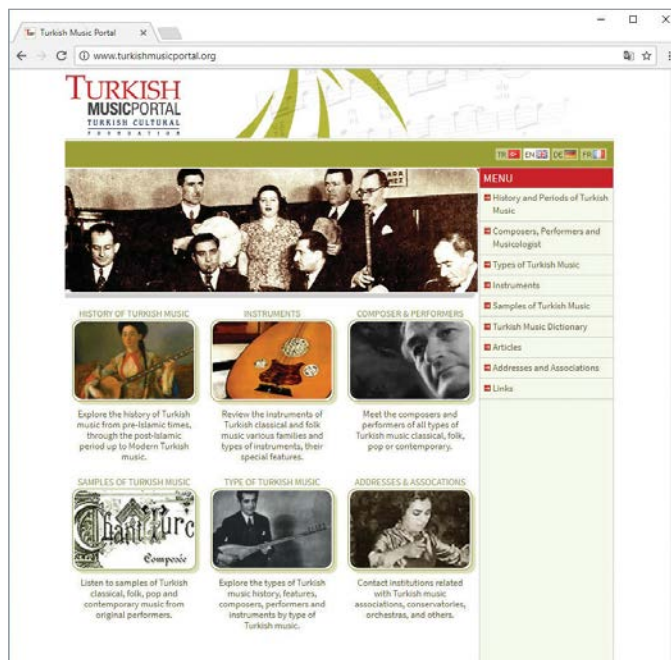 Turkish Music Portal
www.turkishmusicportal.org
TURKISH
MUSICPORTAL
TURKISH CULTURAL
FOUNDATION
TR EN DE FR
MENU
History and Periods of Turkish
Music
Composers, Performers and
Musicologist
Types of Turkish Music
Instruments
Samples of Turkish Music
Turkish Music Dictionary
Articles
Addresses and Associations
Links
HISTORY OF TURKISH MUSIC
Explore the history of Turkish
music from pre-Islamic times,
through the post-Islamic
period up to Modern Turkish
music.
INSTRUMENTS
Review the instruments of
Turkish classical and folk
music various families and
types of instruments, their
special features.
COMPOSER & PERFORMERS
Meet the composers and
performers of all types of
Turkish music classical, folk,
pop or contemporary.
SAMPLES OF TURKISH MUSIC
Chant Turc
Composée
Listen to samples of Turkish
classical, folk, pop and
contemporary music from
original performers.
TYPE OF TURKISH MUSIC
Explore the types of Turkish
music history, features,
composers, performers and
instruments by type of
Turkish music.
ADDRESSES & ASSOCATIONS
Contact institutions related
with Turkish music
associations, conservatories,
orchestras, and others.